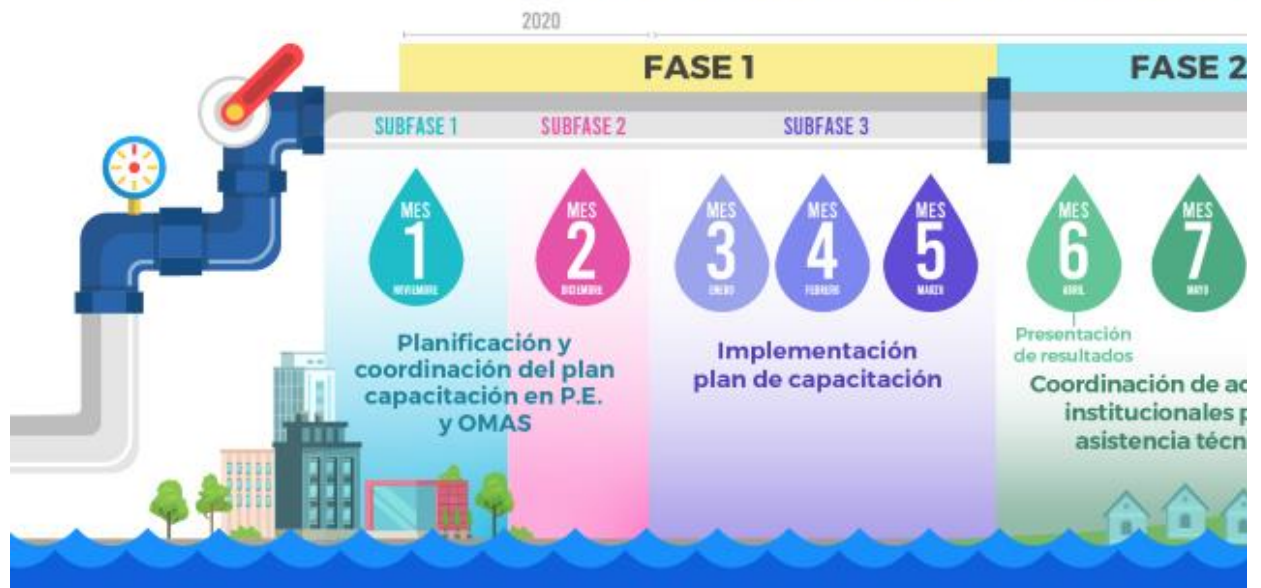 2020
FASE 1
FASE 2
SUBFASE 1
SUBFASE 2
SUBFASE 3
MES
1
NOVIEMBRE
MES
2
DICIEMBRE
MES
3
ENERO
MES
4
FEBRERO
MES
5
MARZO
MES
6
ABRIL
MES
7
MAYO
Planificación y
coordinación del plan
capacitación en P.E.
y OMAS
Implementación
plan de capacitación
Presentación
de resultados
Coordinación de
institucionales
asistencia